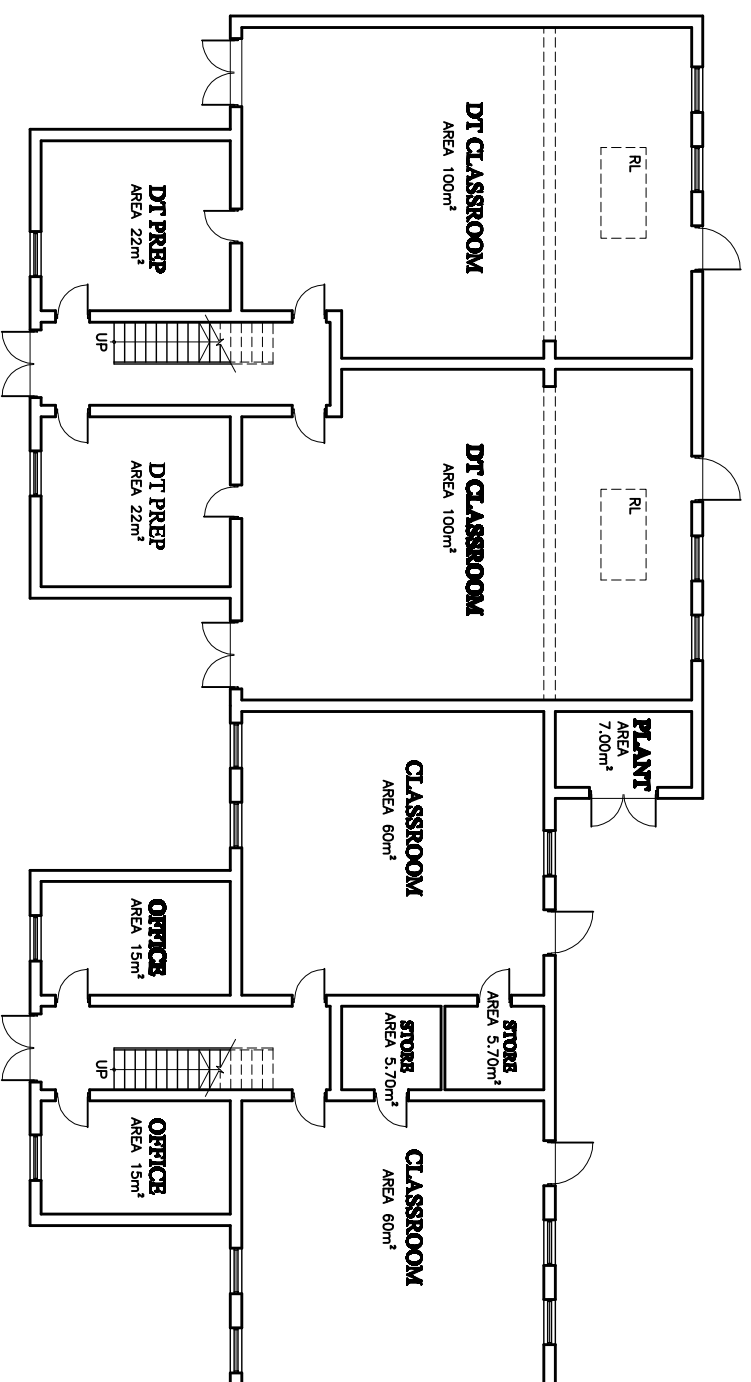 DT CLASSROOM
AREA 100m²
RL
DT PREP
AREA 22m²
UP
DT CLASSROOM
AREA 100m²
RL
DT PREP
AREA 22m²
PLANT
AREA
7.00m²
CLASSROOM
AREA 60m²
OFFICE
AREA 15m²
STORE
AREA 5.70m²
STORE
AREA 5.70m²
UP
OFFICE
AREA 15m²
CLASSROOM
AREA 60m²